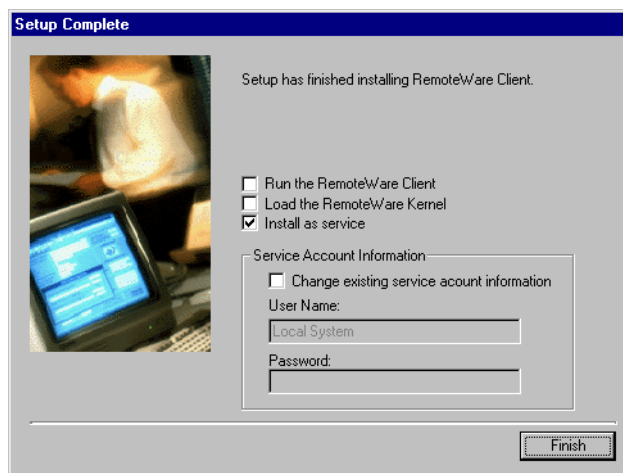 Setup Complete
Setup has finished installing RemoteWare Client.
Run the RemoteWare Client
Load the RemoteWare Kernel
Install as service
Service Account Information
Change existing service acount information
User Name:
Local System
Password:
Finish